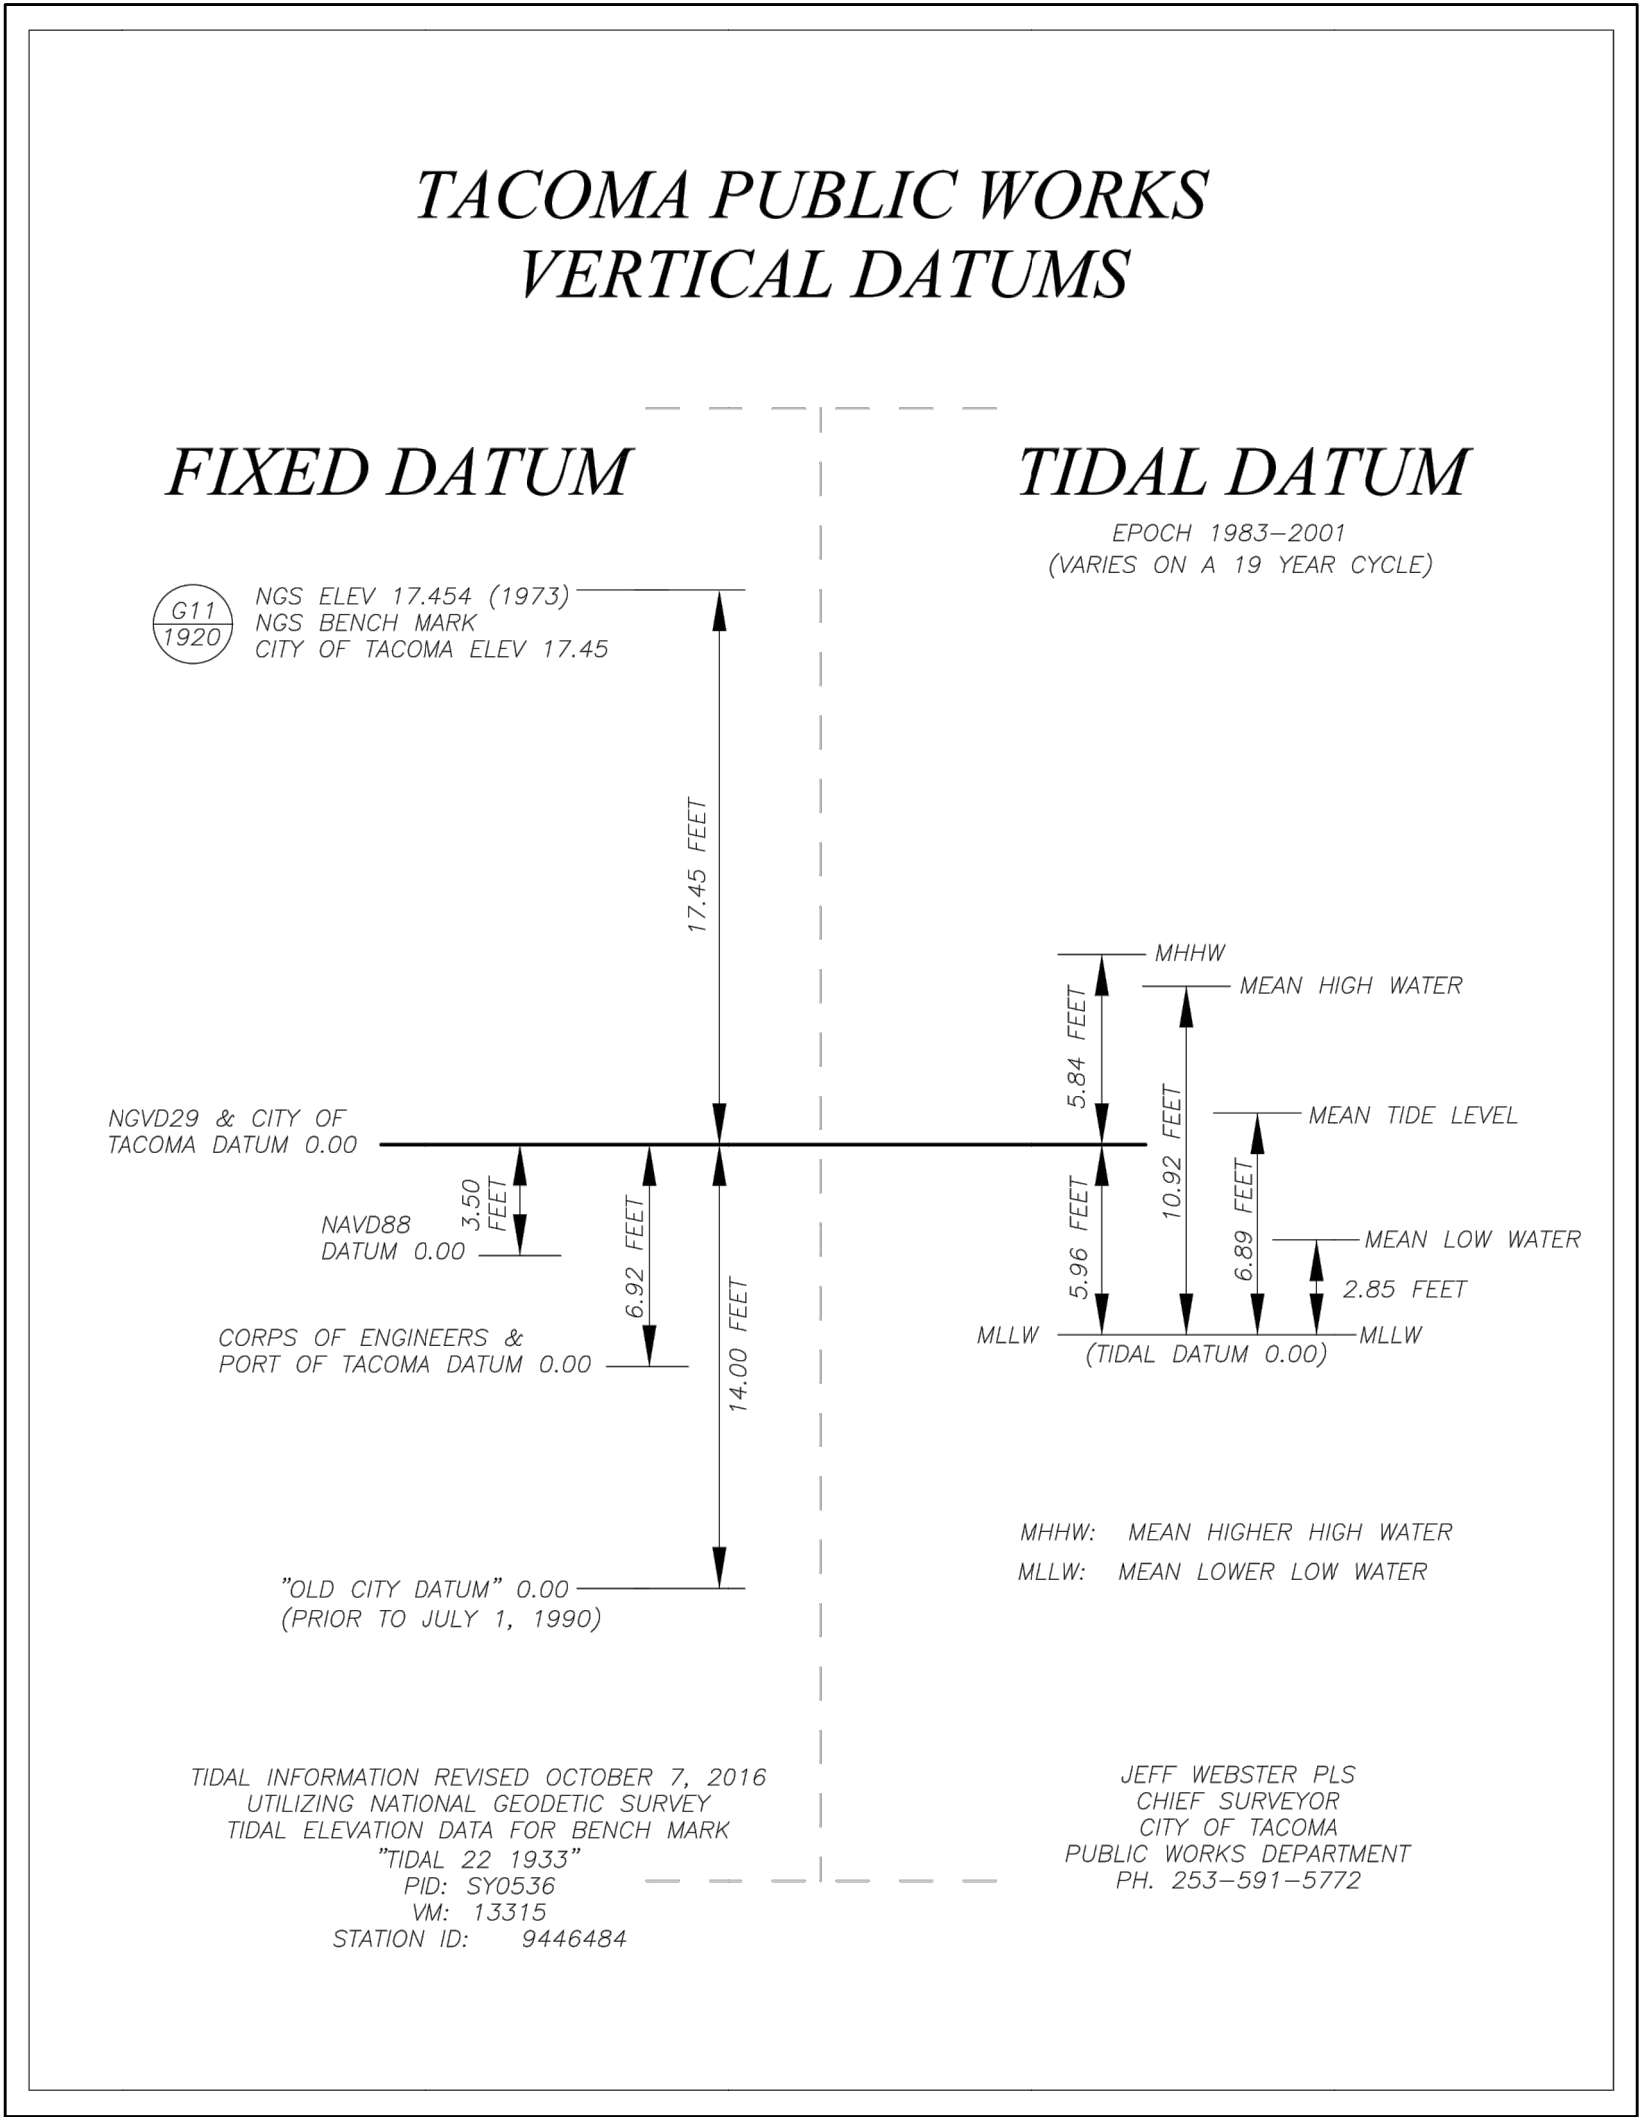 TACOMA PUBLIC WORKS
VERTICAL DATUMS
FIXED DATUM
G11
1920
NGS ELEV 17.454 (1973)
NGS BENCH MARK
CITY OF TACOMA ELEV 17.45
17.45 FEET
NGVD29 & CITY OF
TACOMA DATUM 0.00
3.50
FEET
NAVD88
DATUM 0.00
6.92 FEET
CORPS OF ENGINEERS &
PORT OF TACOMA DATUM 0.00
14.00 FEET
"OLD CITY DATUM" 0.00
(PRIOR TO JULY 1, 1990)
TIDAL INFORMATION REVISED OCTOBER 7, 2016
UTILIZING NATIONAL GEODETIC SURVEY
TIDAL ELEVATION DATA FOR BENCH MARK
"TIDAL 22 1933"
PID: SY0536
VM: 13315
STATION ID: 9446484
TIDAL DATUM
EPOCH 1983-2001
(VARIES ON A 19 YEAR CYCLE)
MHHW
MEAN HIGH WATER
5.84 FEET
MEAN TIDE LEVEL
10.92 FEET
5.96 FEET
6.89 FEET
MEAN LOW WATER
2.85 FEET
MLLW
MLLW
(TIDAL DATUM 0.00)
MHHW: MEAN HIGHER HIGH WATER
MLLW: MEAN LOWER LOW WATER
JEFF WEBSTER PLS
CHIEF SURVEYOR
CITY OF TACOMA
PUBLIC WORKS DEPARTMENT
PH. 253-591-5772